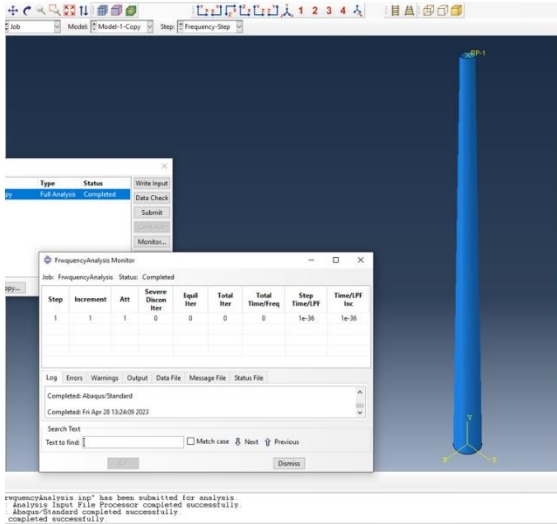 1 2 3 4
Job Model: Model-1-Copy Step: Frequency-Step
RP-1
Type Status
Full Analysis Completed
Write Input
Data Check
Submit
Continue
Monitor...
opy...
FrwquencyAnalysis Monitor
Job: FrwquencyAnalysis Status: Completed
Step Increment Att Severe Discon Iter Equil Iter Total Iter Total Time/Freq Step Time/LPF Time/LPF Inc
1 1 1 0 0 0 0 1e-36 1e-36
Log Errors Warnings Output Data File Message File Status File
Completed: Abaqus/Standard
Completed: Fri Apr 28 13:24:09 2023
Search Text
Text to find: Match case Next Previous
Dismiss
Y
rwquencyAnalysis.inp" has been submitted for analysis.
: Analysis Input File Processor completed successfully.
: Abaqus/Standard completed successfully.
completed successfully.